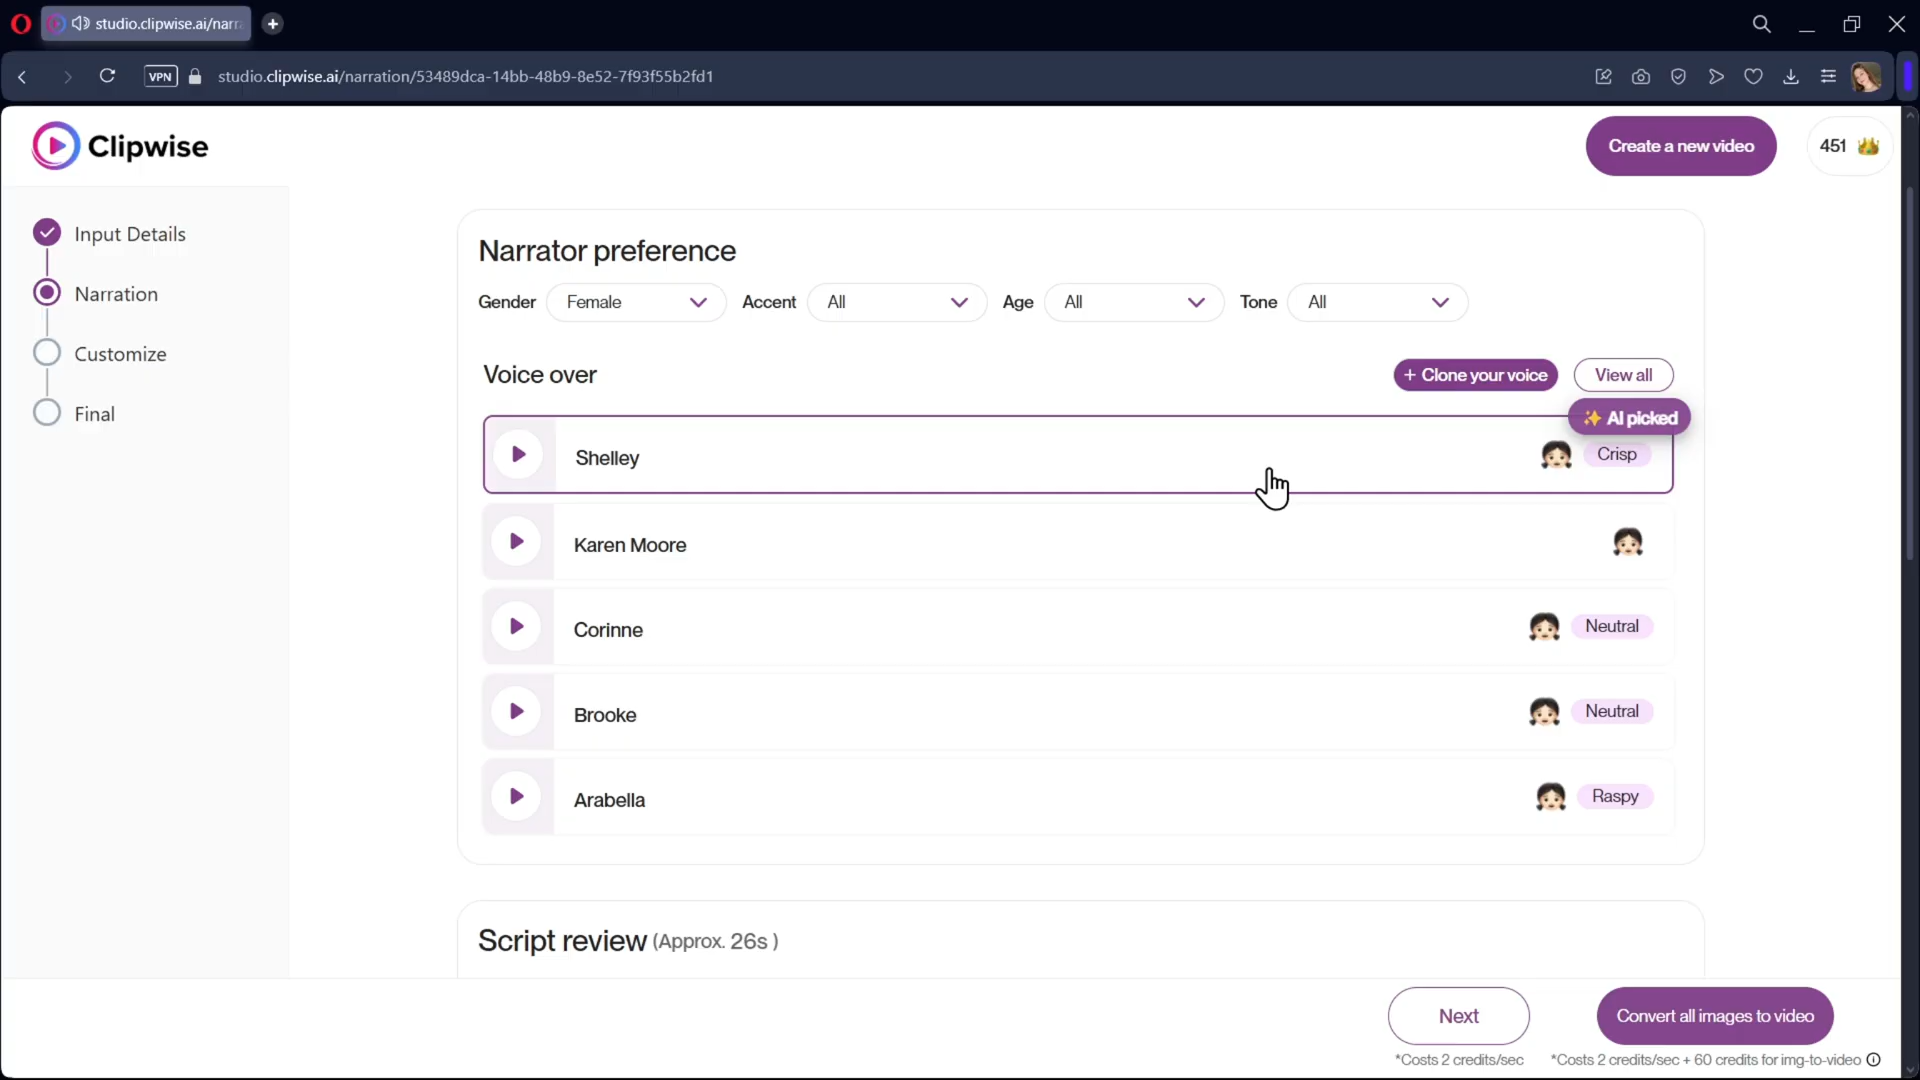 studio.clipwise.ai/narr
VPN studio.clipwise.ai/narration/53489dca-14bb-48b9-8e52-7f93f55b2fd1
Clipwise
Create a new video
451
Input Details
Narration
Customize
Final
Narrator preference
Gender Female Accent All Age All Tone All
Voice over
+ Clone your voice
View all
AI picked
Shelley
Crisp
Karen Moore
Corinne
Neutral
Brooke
Neutral
Arabella
Raspy
Script review (Approx. 26s )
Next
Convert all images to video
*Costs 2 credits/sec
*Costs 2 credits/sec + 60 credits for img-to-video